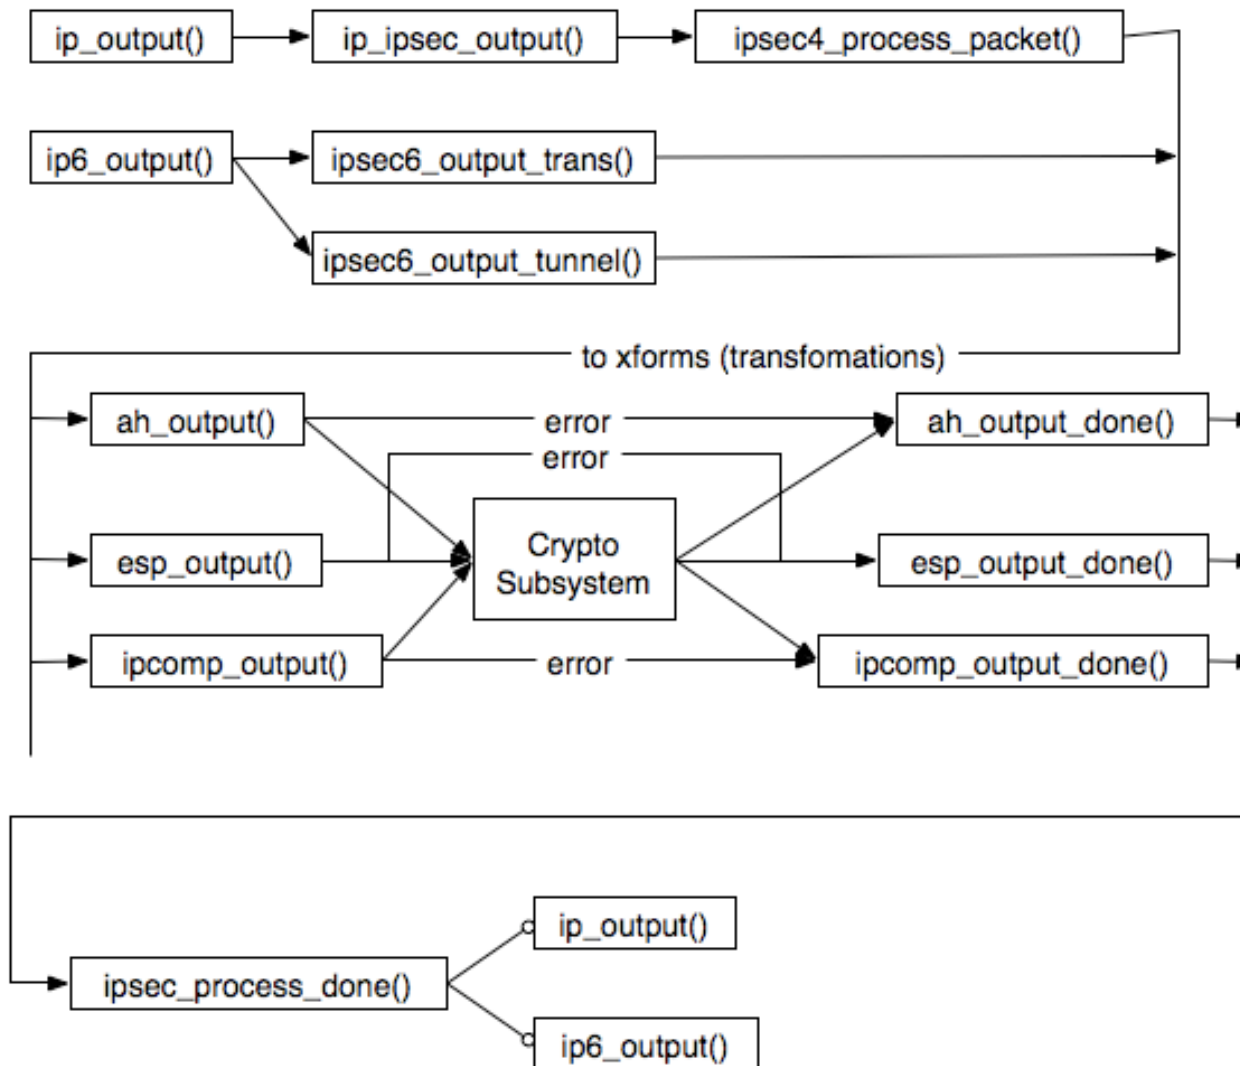 ip_output()
ip_ipsec_output()
ipsec4_process_packet()
ip6_output()
ipsec6_output_trans()
ipsec6_output_tunnel()
to xforms (transfomations)
ah_output()
error
ah_output_done()
error
esp_output()
Crypto
Subsystem
esp_output_done()
ipcomp_output()
error
ipcomp_output_done()
ip_output()
ipsec_process_done()
ip6_output()